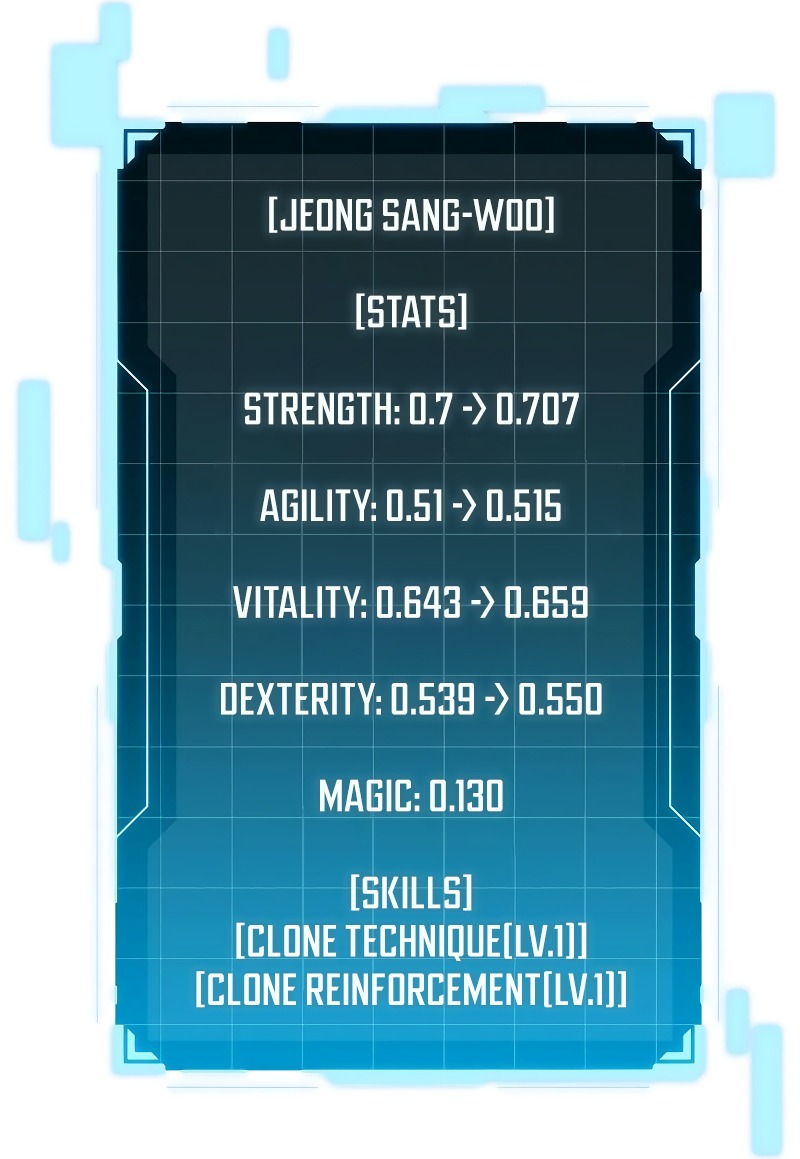 [JEONG SANG-WOO]
[STATS]
STRENGTH: 0.7 -> 0.707
AGILITY: 0.51 -> 0.515
VITALITY: 0.643 -> 0.659
DEXTERITY: 0.539 -> 0.550
MAGIC: 0.130
[SKILLS]
[CLONE TECHNIQUE[LV.1]]
[CLONE REINFORCEMENT[LV.1]]